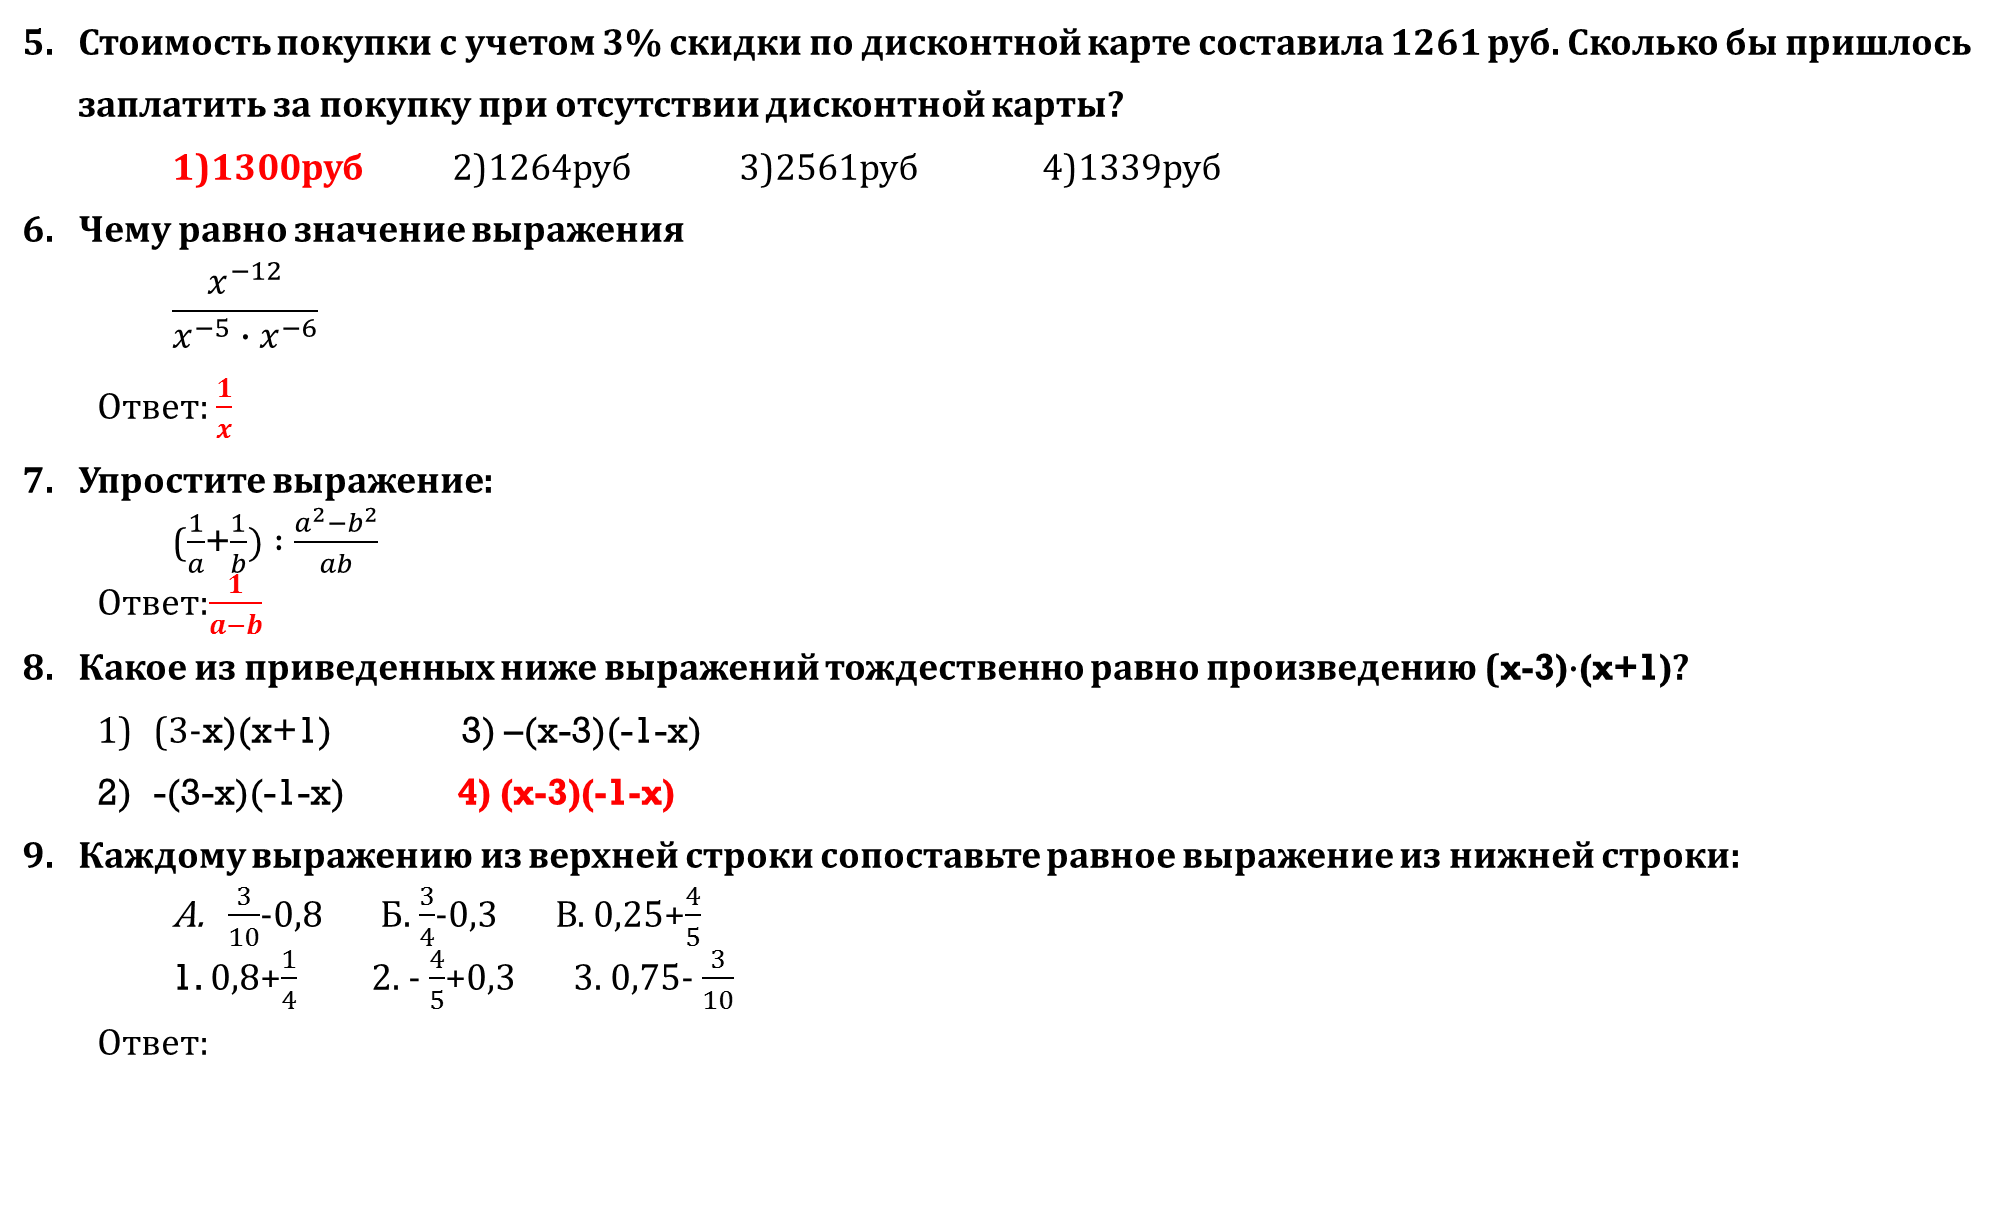 5. Стоимость покупки с учетом 3% скидки по дисконтной карте составила 1261 руб. Сколько бы пришлось
заплатить за покупку при отсутствии дисконтной карты?
1)1300руб 2)1264руб 3)2561руб 4)1339руб
6. Чему равно значение выражения
x⁻¹²
x⁻⁵ · x⁻⁶
Ответ: 1/x
7. Упростите выражение:
(1/a+1/b) : a²−b²/ab
Ответ: 1/a−b
8. Какое из приведенных ниже выражений тождественно равно произведению (x-3)·(x+1)?
1) (3-x)(x+1) 3) –(x-3)(-1-x)
2) -(3-x)(-1-x) 4) (x-3)(-1-x)
9. Каждому выражению из верхней строки сопоставьте равное выражение из нижней строки:
А. 3/10-0,8 Б. 3/4-0,3 В. 0,25+4/5
1. 0,8+1/4 2. - 4/5+0,3 3. 0,75- 3/10
Ответ: